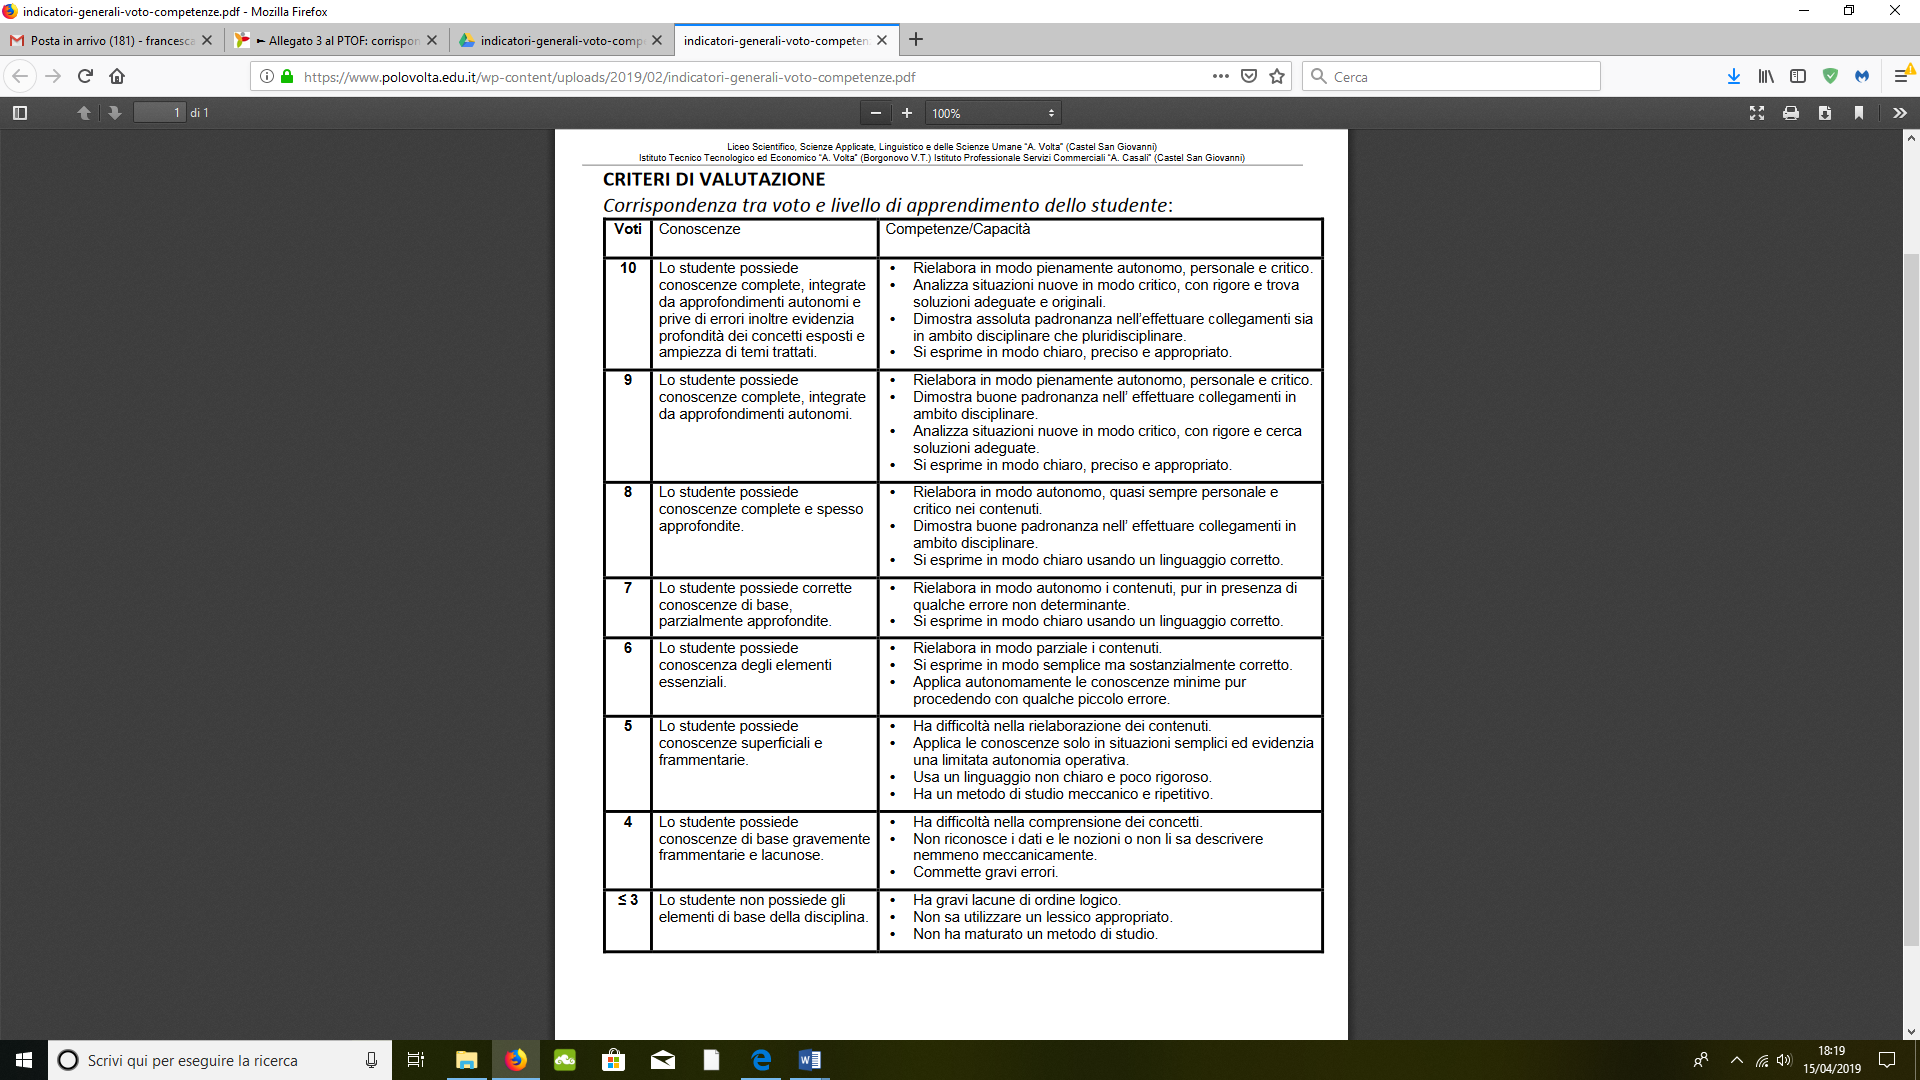 indicatori-generali-voto-competenze.pdf - Mozilla Firefox
Posta in arrivo (181) - francesca
Allegato 3 al PTOF: corrispon
indicatori-generali-voto-comp
indicatori-generali-voto-competen
https://www.polovolta.edu.it/wp-content/uploads/2019/02/indicatori-generali-voto-competenze.pdf
Cerca
1 di 1
100%
Liceo Scientifico, Scienze Applicate, Linguistico e delle Scienze Umane "A. Volta" (Castel San Giovanni)
Istituto Tecnico Tecnologico ed Economico "A. Volta" (Borgonovo V.T.) Istituto Professionale Servizi Commerciali "A. Casali" (Castel San Giovanni)
CRITERI DI VALUTAZIONE
Corrispondenza tra voto e livello di apprendimento dello studente:
Voti
Conoscenze
Competenze/Capacità
10
Lo studente possiede
conoscenze complete, integrate
da approfondimenti autonomi e
prive di errori inoltre evidenzia
profondità dei concetti esposti e
ampiezza di temi trattati.
• Rielabora in modo pienamente autonomo, personale e critico.
• Analizza situazioni nuove in modo critico, con rigore e trova
soluzioni adeguate e originali.
• Dimostra assoluta padronanza nell'effettuare collegamenti sia
in ambito disciplinare che pluridisciplinare.
• Si esprime in modo chiaro, preciso e appropriato.
9
Lo studente possiede
conoscenze complete, integrate
da approfondimenti autonomi.
• Rielabora in modo pienamente autonomo, personale e critico.
• Dimostra buone padronanza nell' effettuare collegamenti in
ambito disciplinare.
• Analizza situazioni nuove in modo critico, con rigore e cerca
soluzioni adeguate.
• Si esprime in modo chiaro, preciso e appropriato.
8
Lo studente possiede
conoscenze complete e spesso
approfondite.
• Rielabora in modo autonomo, quasi sempre personale e
critico nei contenuti.
• Dimostra buone padronanza nell' effettuare collegamenti in
ambito disciplinare.
• Si esprime in modo chiaro usando un linguaggio corretto.
7
Lo studente possiede corrette
conoscenze di base,
parzialmente approfondite.
• Rielabora in modo autonomo i contenuti, pur in presenza di
qualche errore non determinante.
• Si esprime in modo chiaro usando un linguaggio corretto.
6
Lo studente possiede
conoscenza degli elementi
essenziali.
• Rielabora in modo parziale i contenuti.
• Si esprime in modo semplice ma sostanzialmente corretto.
• Applica autonomamente le conoscenze minime pur
procedendo con qualche piccolo errore.
5
Lo studente possiede
conoscenze superficiali e
frammentarie.
• Ha difficoltà nella rielaborazione dei contenuti.
• Applica le conoscenze solo in situazioni semplici ed evidenzia
una limitata autonomia operativa.
• Usa un linguaggio non chiaro e poco rigoroso.
• Ha un metodo di studio meccanico e ripetitivo.
4
Lo studente possiede
conoscenze di base gravemente
frammentarie e lacunose.
• Ha difficoltà nella comprensione dei concetti.
• Non riconosce i dati e le nozioni o non li sa descrivere
nemmeno meccanicamente.
• Commette gravi errori.
≤ 3
Lo studente non possiede gli
elementi di base della disciplina.
• Ha gravi lacune di ordine logico.
• Non sa utilizzare un lessico appropriato.
• Non ha maturato un metodo di studio.
Scrivi qui per eseguire la ricerca
18:19
15/04/2019